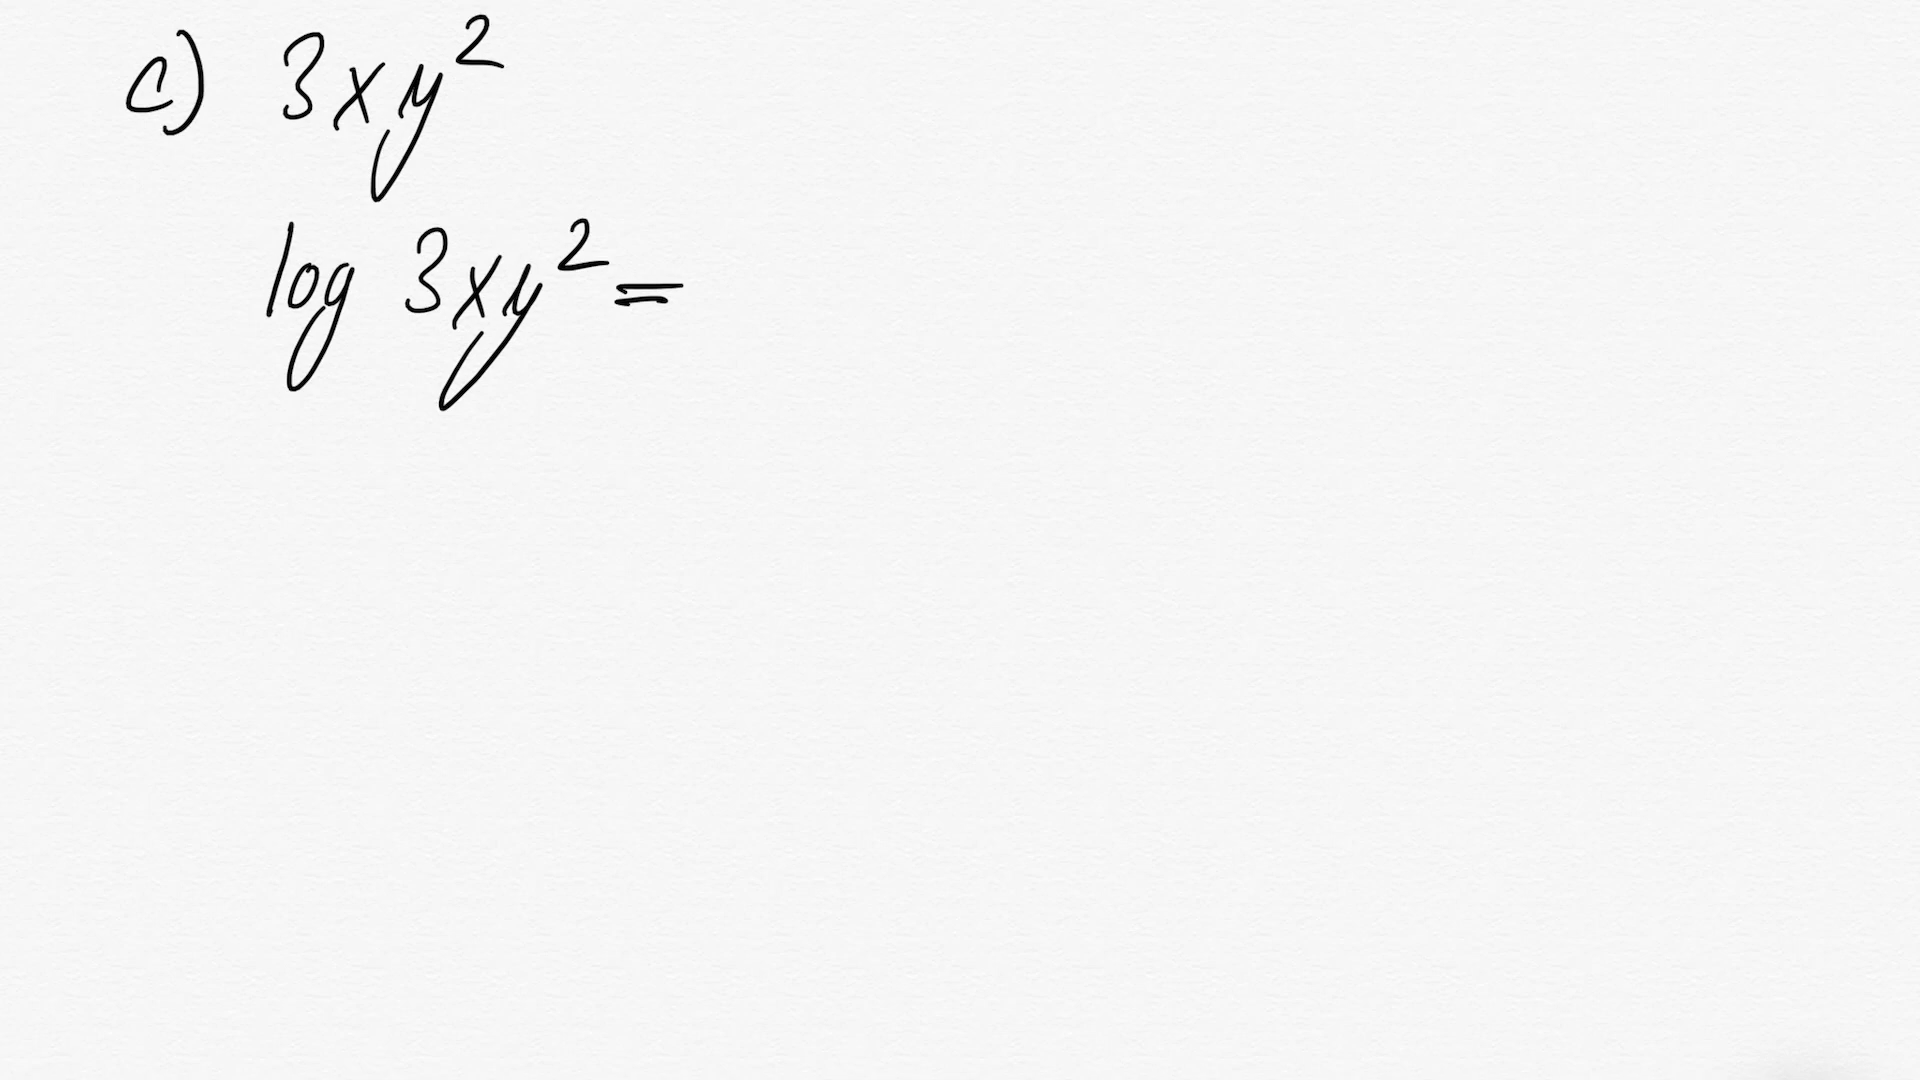 c) 3xy²
log 3xy² =